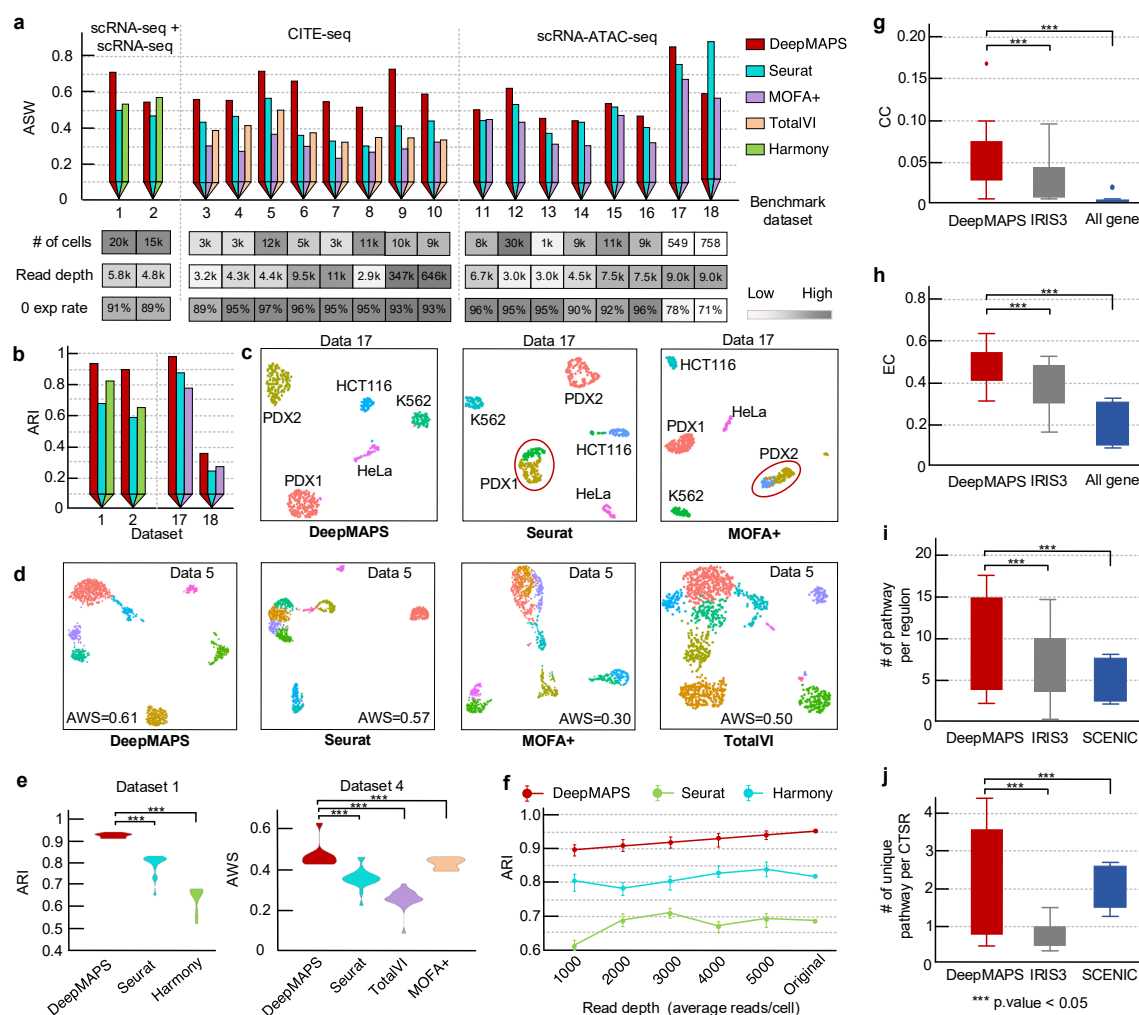 a
scRNA-seq +
scRNA-seq
CITE-seq
scRNA-ATAC-seq
DeepMAPS
Seurat
MOFA+
TotalVI
Harmony
ASW
0.8
0.6
0.4
0.2
0
1 2 3 4 5 6 7 8 9 10 11 12 13 14 15 16 17 18
Benchmark
dataset
# of cells
20k 15k 3k 3k 12k 5k 3k 11k 10k 9k 8k 30k 1k 9k 11k 9k 549 758
Read depth
5.8k 4.8k 3.2k 4.3k 4.4k 9.5k 11k 2.9k 347k 646k 6.7k 3.0k 3.0k 4.5k 7.5k 7.5k 9.0k 9.0k
0 exp rate
91% 89% 89% 95% 97% 96% 95% 95% 93% 93% 96% 95% 95% 90% 92% 96% 78% 71%
Low High
b
ARI
1
0.8
0.6
0.4
0.2
0
1 2 17 18
Dataset
c
Data 17
PDX2
HCT116
K562
HeLa
PDX1
DeepMAPS
Data 17
PDX2
K562
HCT116
PDX1
HeLa
Seurat
Data 17
HCT116
HeLa
PDX1
PDX2
K562
MOFA+
d
Data 5
AWS=0.61
DeepMAPS
Data 5
AWS=0.57
Seurat
Data 5
AWS=0.30
MOFA+
Data 5
AWS=0.50
TotalVI
e
Dataset 1
***
***
ARI
1
0.9
0.8
0.7
0.6
0.5
0.4
DeepMAPS
Seurat
Harmony
Dataset 4
***
***
***
AWS
0.6
0.4
0.2
0
DeepMAPS
Seurat
TotalVI
MOFA+
f
DeepMAPS
Seurat
Harmony
ARI
1.00
0.95
0.9
0.8
0.7
0.6
1000
2000
3000
4000
5000
Original
Read depth (average reads/cell)
g
***
***
CC
0.20
0.15
0.10
0.05
0
DeepMAPS IRIS3 All gene
h
***
***
EC
0.8
0.6
0.4
0.2
0
DeepMAPS IRIS3 All gene
i
***
***
# of pathway
per regulon
20
15
10
5
0
DeepMAPS IRIS3 SCENIC
j
***
***
# of unique
pathway per CTSR
4
3
2
1
0
DeepMAPS IRIS3 SCENIC
*** p.value < 0.05